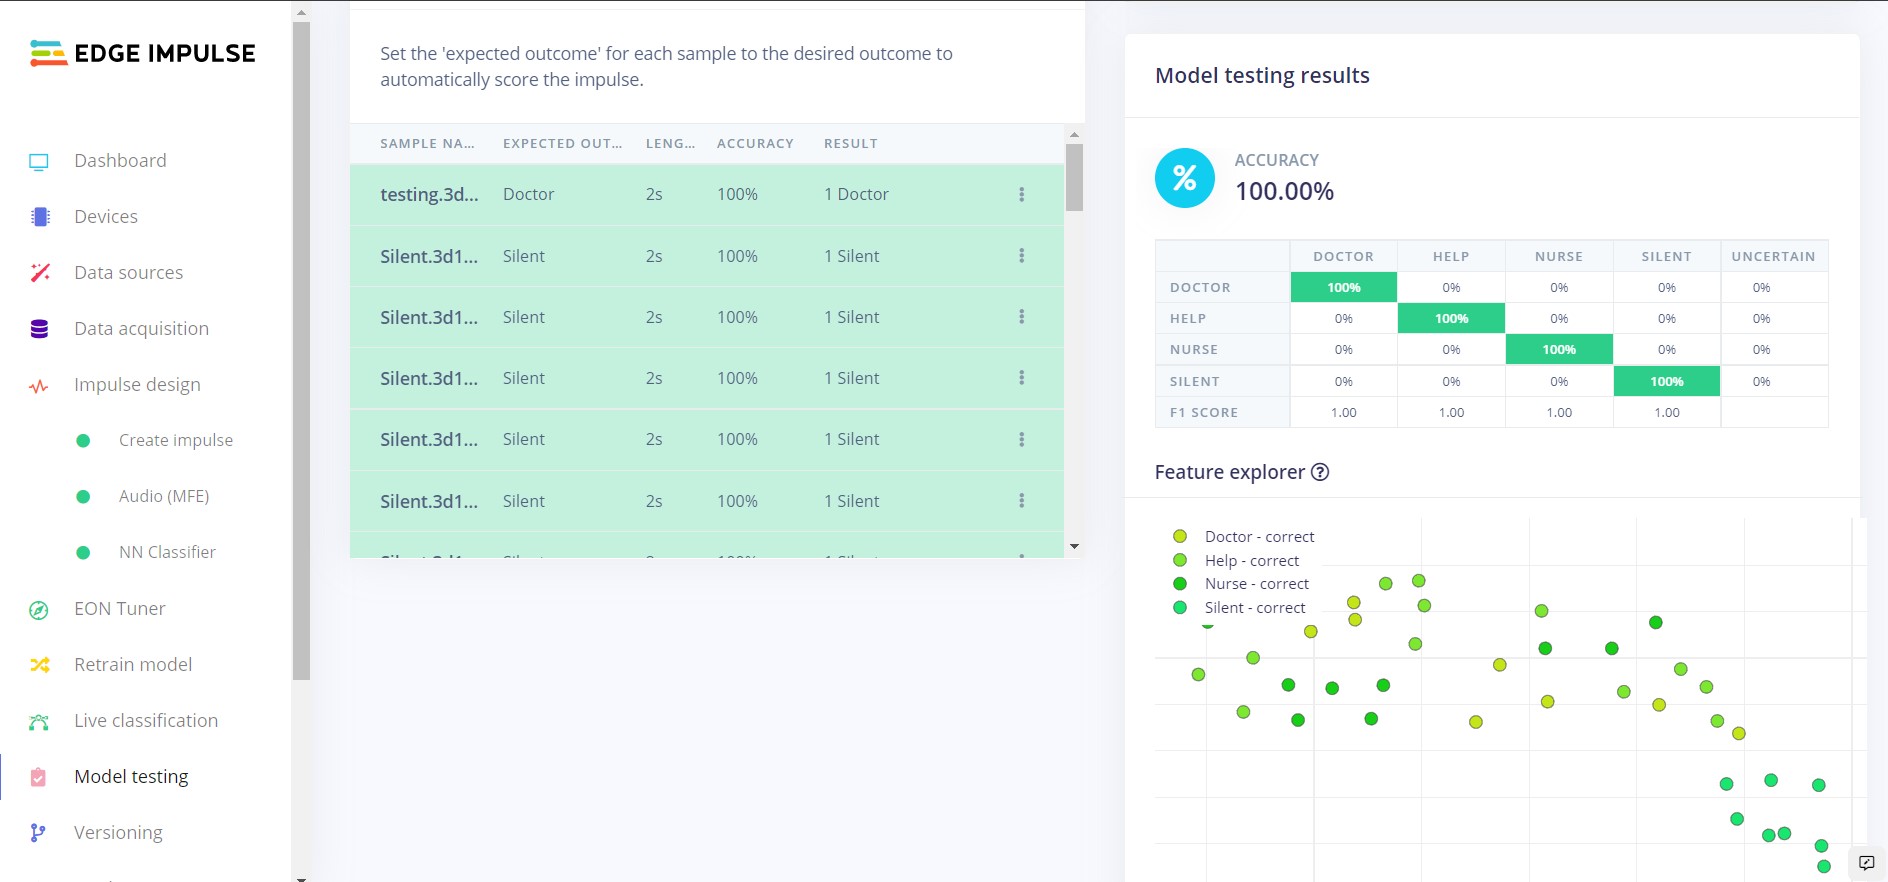 EDGE IMPULSE
Dashboard
Devices
Data sources
Data acquisition
Impulse design
Create impulse
Audio (MFE)
NN Classifier
EON Tuner
Retrain model
Live classification
Model testing
Versioning
Set the 'expected outcome' for each sample to the desired outcome to
automatically score the impulse.
SAMPLE NA... EXPECTED OUT... LENG... ACCURACY RESULT
testing.3d... Doctor 2s 100% 1 Doctor
Silent.3d1... Silent 2s 100% 1 Silent
Silent.3d1... Silent 2s 100% 1 Silent
Silent.3d1... Silent 2s 100% 1 Silent
Silent.3d1... Silent 2s 100% 1 Silent
Silent.3d1... Silent 2s 100% 1 Silent
Model testing results
%
ACCURACY
100.00%
DOCTOR HELP NURSE SILENT UNCERTAIN
DOCTOR 100% 0% 0% 0% 0%
HELP 0% 100% 0% 0% 0%
NURSE 0% 0% 100% 0% 0%
SILENT 0% 0% 0% 100% 0%
F1 SCORE 1.00 1.00 1.00 1.00
Feature explorer ?
Doctor - correct
Help - correct
Nurse - correct
Silent - correct